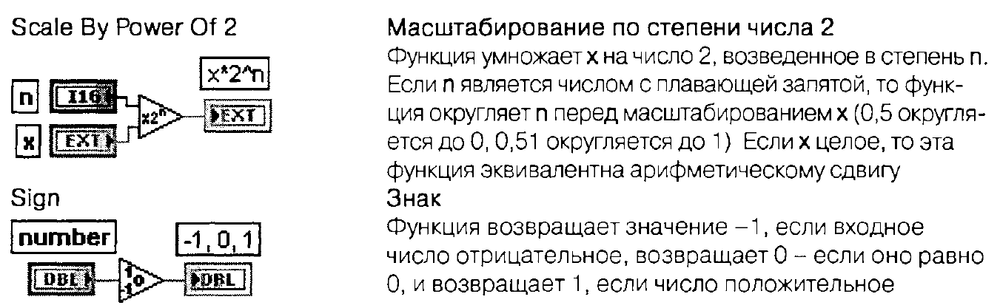 Scale By Power Of 2
x*2^n
n
I16
x2ⁿ
EXT
x
EXT
Масштабирование по степени числа 2
Функция умножает x на число 2, возведенное в степень n.
Если n является числом с плавающей запятой, то функ-
ция округляет n перед масштабированием x (0,5 округля-
ется до 0, 0,51 округляется до 1) Если x целое, то эта
функция эквивалентна арифметическому сдвигу
Sign
number
-1, 0, 1
DBL
1
0
-1
DBL
Знак
Функция возвращает значение –1, если входное
число отрицательное, возвращает 0 – если оно равно
0, и возвращает 1, если число положительное